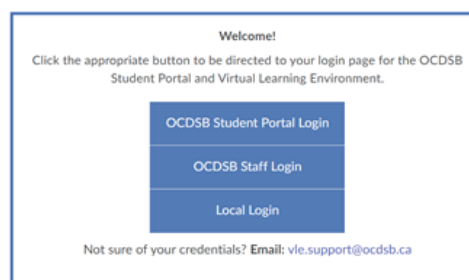 Welcome!
Click the appropriate button to be directed to your login page for the OCDSB
Student Portal and Virtual Learning Environment.
OCDSB Student Portal Login
OCDSB Staff Login
Local Login
Not sure of your credentials? Email: vle.support@ocdsb.ca